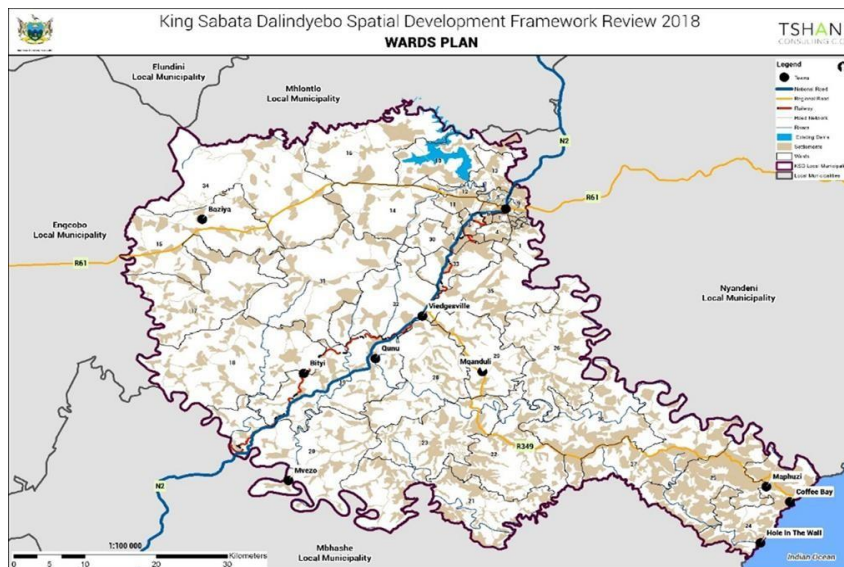 King Sabata Dalindyebo Spatial Development Framework Review 2018
WARDS PLAN
TSHAN
CONSULTING C.C
Elundini
Local Municipality
Mhlontlo
Local Municipality
Legend
Towns
National Road
Regional Road
Railway
Road Network
Rivers
Existing Dams
Settlements
Wards
KSD Local Municipali
Local Municipalities
N2
R61
Engcobo
Local Municipality
R61
Baziya
Nyandeni
Local Municipality
Viedgesville
Qunu
Bityi
Mqanduli
R349
Mvezo
N2
Maphuzi
Coffee Bay
Hole In The Wall
Mbhashe
Local Municipality
Indian Ocean
1:100 000
Kilometers
0 5 10 20 30